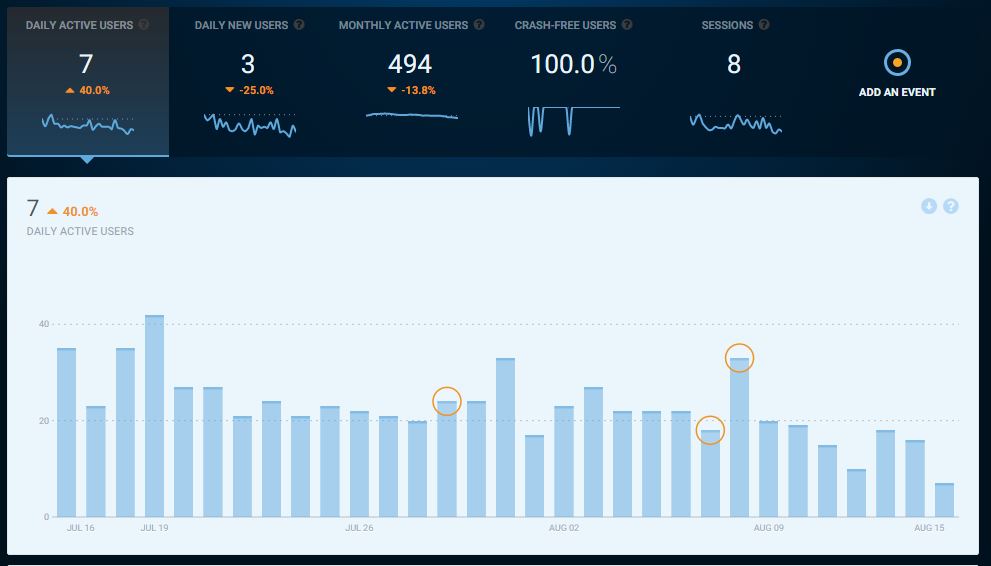 DAILY ACTIVE USERS ?
7
40.0%
DAILY NEW USERS ?
3
-25.0%
MONTHLY ACTIVE USERS ?
494
-13.8%
CRASH-FREE USERS ?
100.0%
SESSIONS ?
8
ADD AN EVENT
7 40.0%
DAILY ACTIVE USERS
?
40
20
0
JUL 16 JUL 19 JUL 26 AUG 02 AUG 09 AUG 15